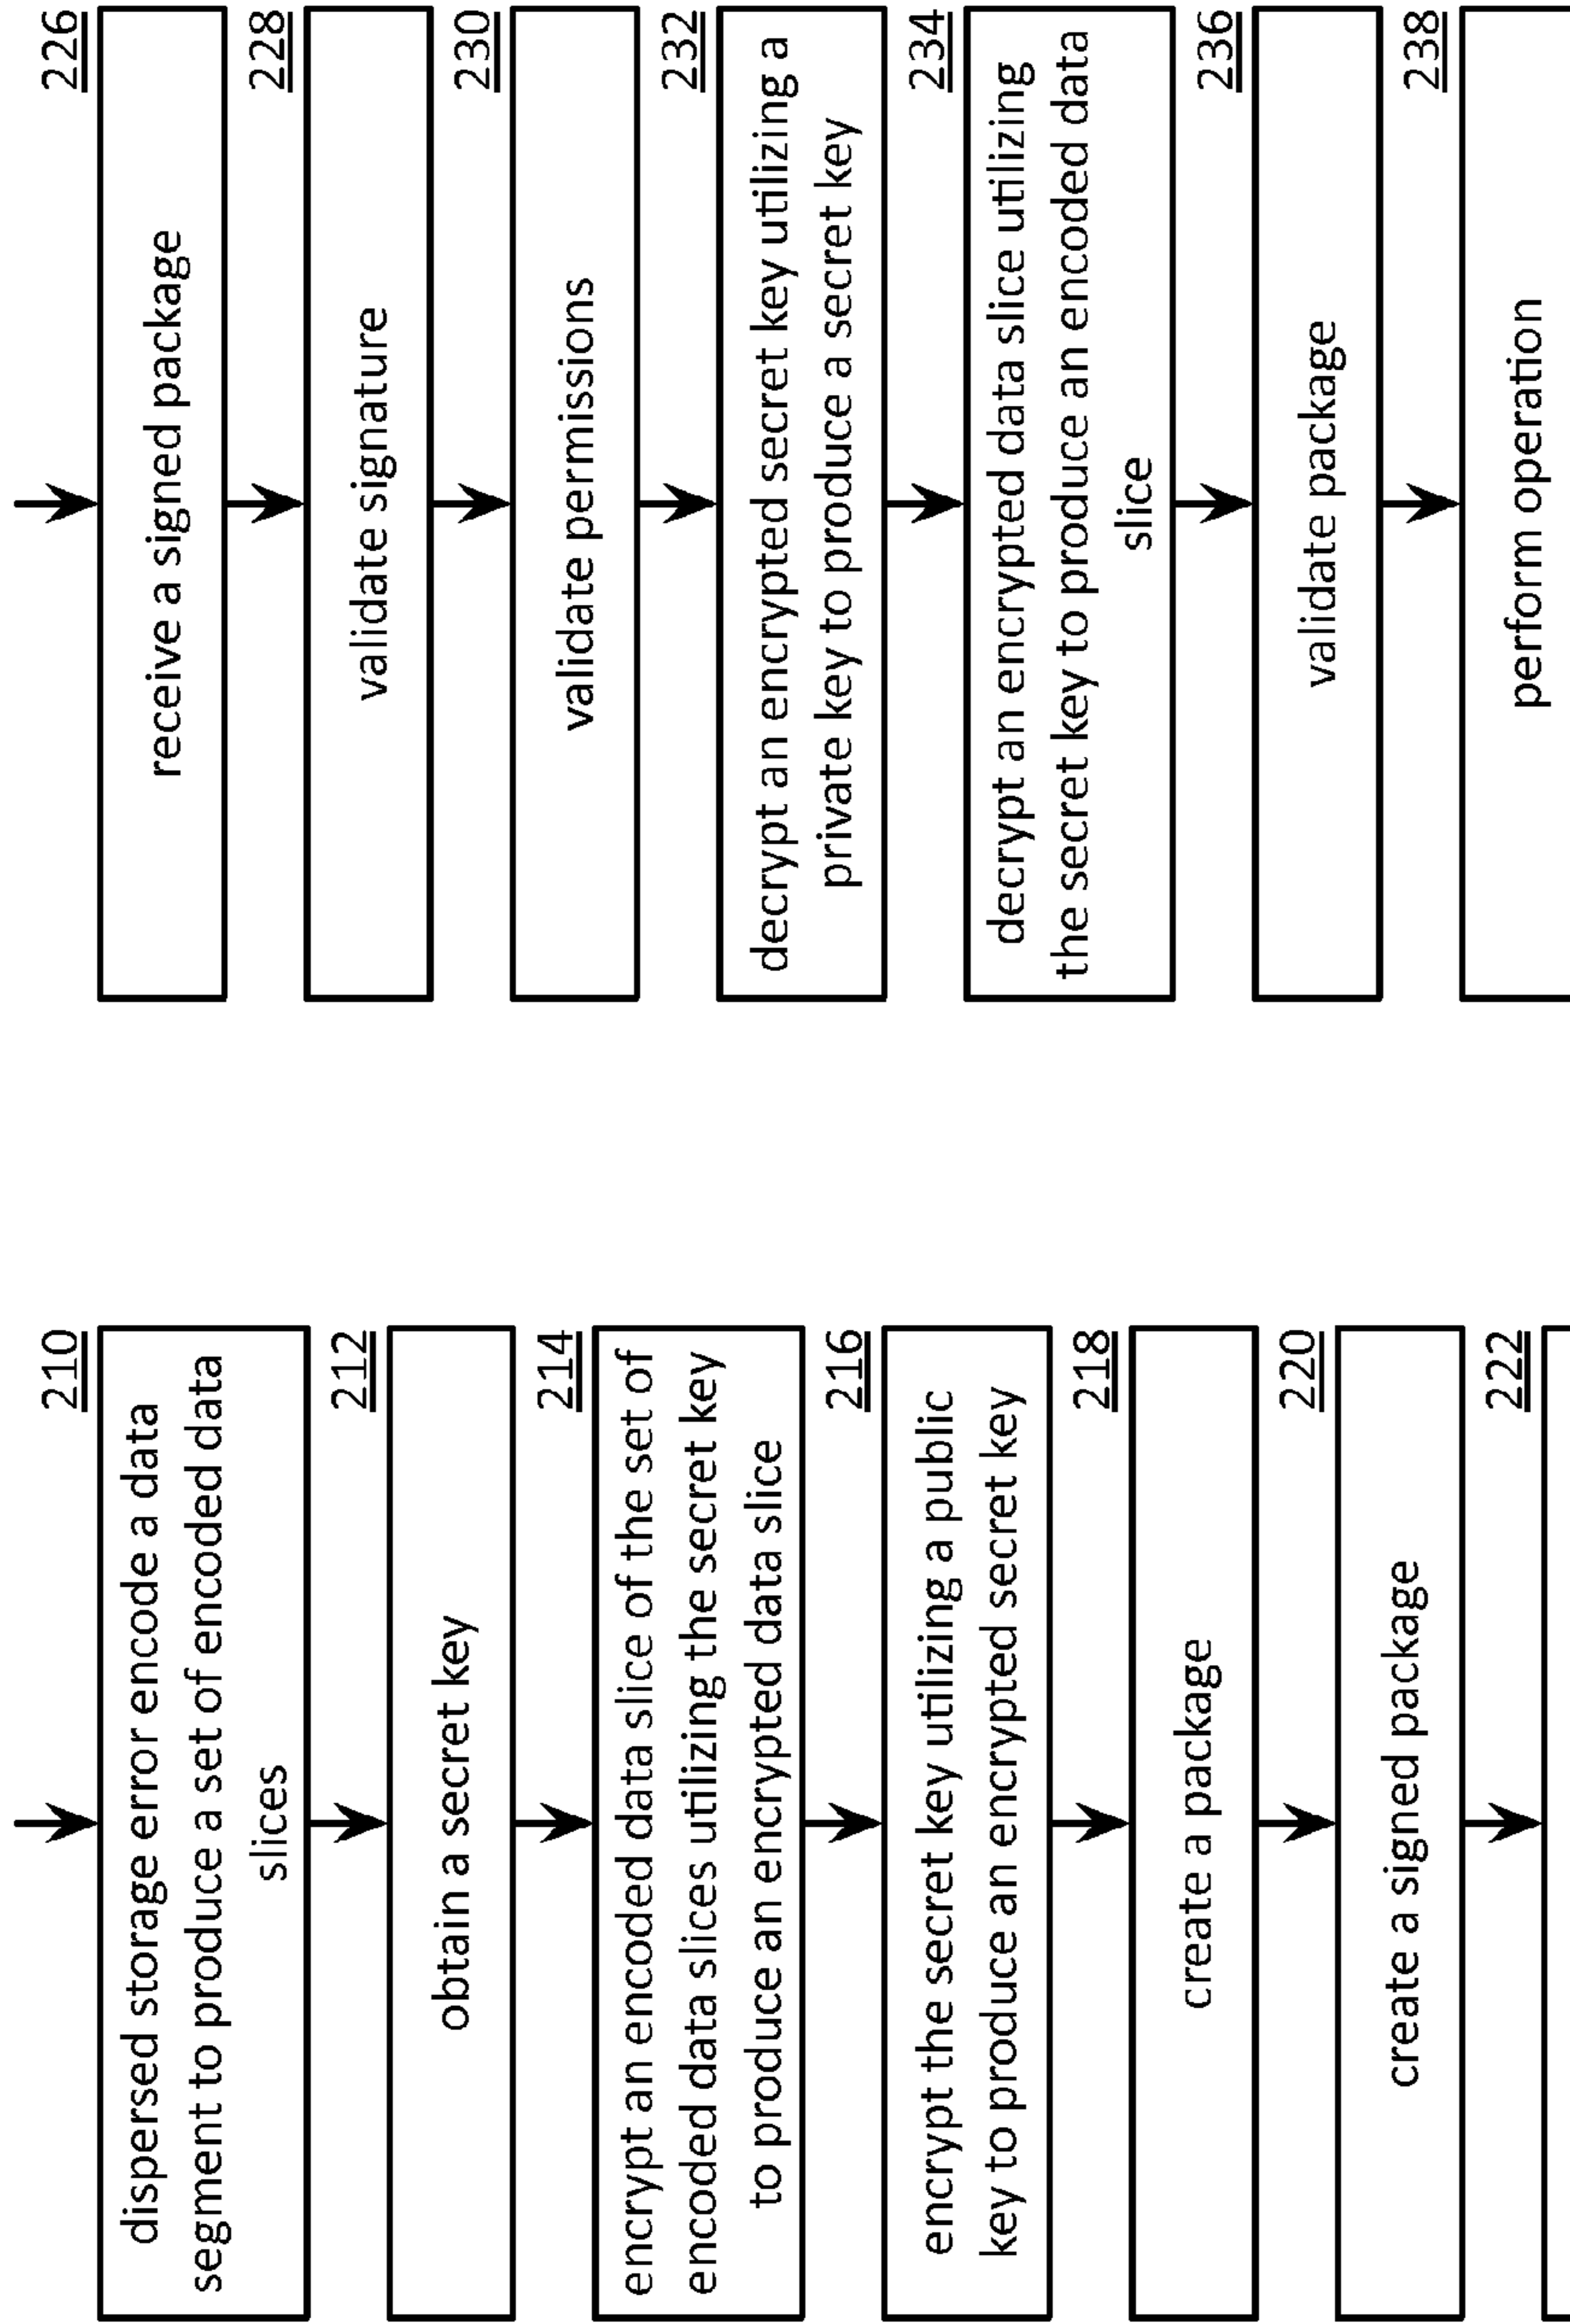 210
dispersed storage error encode a data
segment to produce a set of encoded data
slices
212
obtain a secret key
214
encrypt an encoded data slice of the set of
encoded data slices utilizing the secret key
to produce an encrypted data slice
216
encrypt the secret key utilizing a public
key to produce an encrypted secret key
218
create a package
220
create a signed package
222
226
receive a signed package
228
validate signature
230
validate permissions
232
decrypt an encrypted secret key utilizing a
private key to produce a secret key
234
decrypt an encrypted data slice utilizing
the secret key to produce an encoded data
slice
236
validate package
238
perform operation